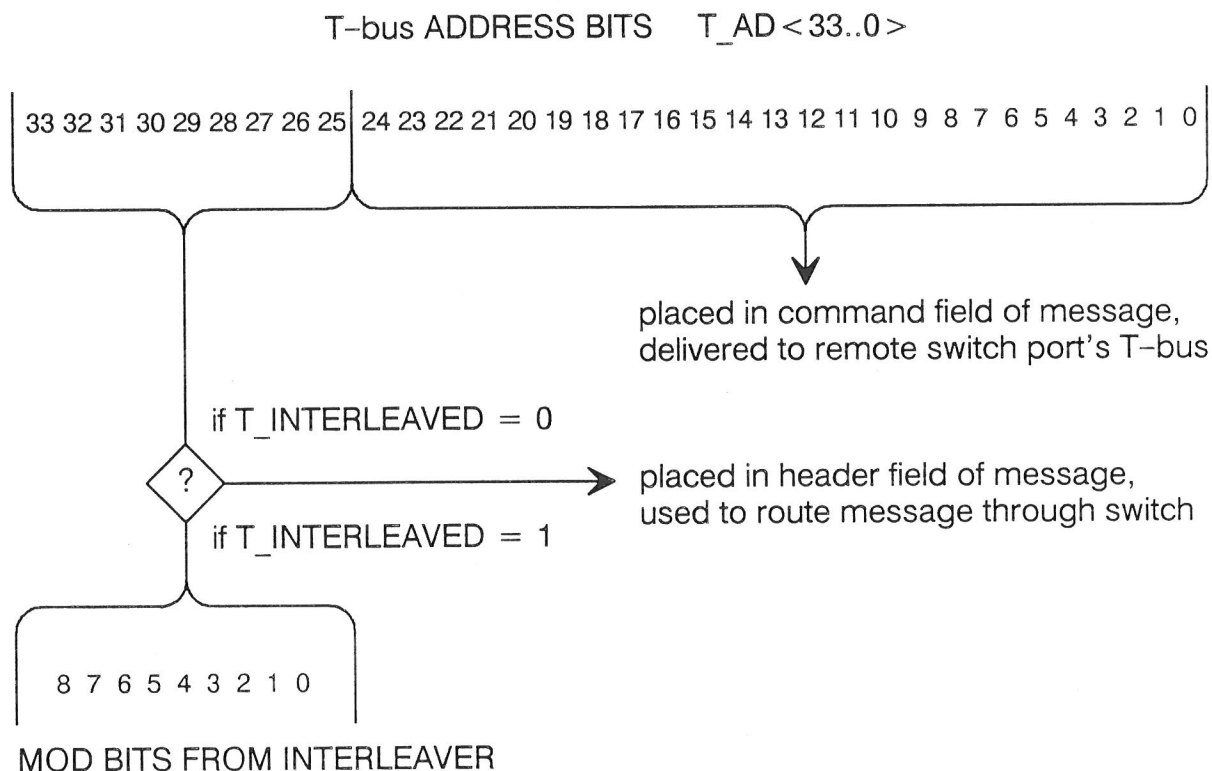 T–bus ADDRESS BITS T_AD<33..0>
33 32 31 30 29 28 27 26 25 24 23 22 21 20 19 18 17 16 15 14 13 12 11 10 9 8 7 6 5 4 3 2 1 0
placed in command field of message,
delivered to remote switch port's T–bus
if T_INTERLEAVED = 0
?
placed in header field of message,
used to route message through switch
if T_INTERLEAVED = 1
8 7 6 5 4 3 2 1 0
MOD BITS FROM INTERLEAVER